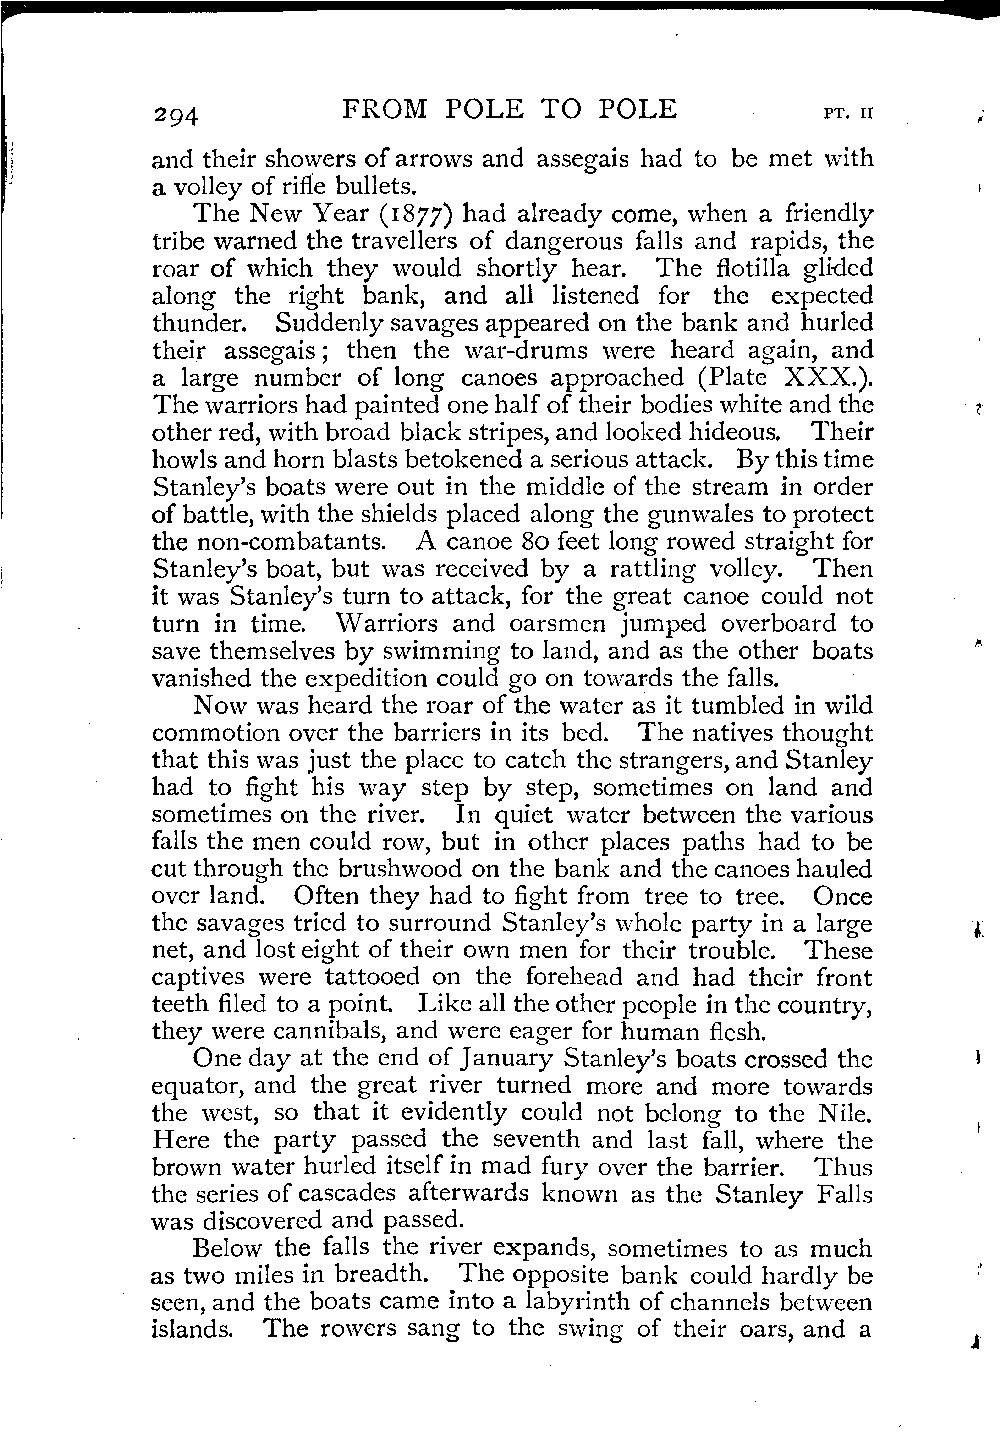 294 FROM POLE TO POLE PT. II
and their showers of arrows and assegais had to be met with
a volley of rifle bullets.
The New Year (1877) had already come, when a friendly
tribe warned the travellers of dangerous falls and rapids, the
roar of which they would shortly hear. The flotilla glided
along the right bank, and all listened for the expected
thunder. Suddenly savages appeared on the bank and hurled
their assegais; then the war-drums were heard again, and
a large number of long canoes approached (Plate XXX.).
The warriors had painted one half of their bodies white and the
other red, with broad black stripes, and looked hideous. Their
howls and horn blasts betokened a serious attack. By this time
Stanley's boats were out in the middle of the stream in order
of battle, with the shields placed along the gunwales to protect
the non-combatants. A canoe 80 feet long rowed straight for
Stanley's boat, but was received by a rattling volley. Then
it was Stanley's turn to attack, for the great canoe could not
turn in time. Warriors and oarsmen jumped overboard to
save themselves by swimming to land, and as the other boats
vanished the expedition could go on towards the falls.
Now was heard the roar of the water as it tumbled in wild
commotion over the barriers in its bed. The natives thought
that this was just the place to catch the strangers, and Stanley
had to fight his way step by step, sometimes on land and
sometimes on the river. In quiet water between the various
falls the men could row, but in other places paths had to be
cut through the brushwood on the bank and the canoes hauled
over land. Often they had to fight from tree to tree. Once
the savages tried to surround Stanley's whole party in a large
net, and lost eight of their own men for their trouble. These
captives were tattooed on the forehead and had their front
teeth filed to a point. Like all the other people in the country,
they were cannibals, and were eager for human flesh.
One day at the end of January Stanley's boats crossed the
equator, and the great river turned more and more towards
the west, so that it evidently could not belong to the Nile.
Here the party passed the seventh and last fall, where the
brown water hurled itself in mad fury over the barrier. Thus
the series of cascades afterwards known as the Stanley Falls
was discovered and passed.
Below the falls the river expands, sometimes to as much
as two miles in breadth. The opposite bank could hardly be
seen, and the boats came into a labyrinth of channels between
islands. The rowers sang to the swing of their oars, and a